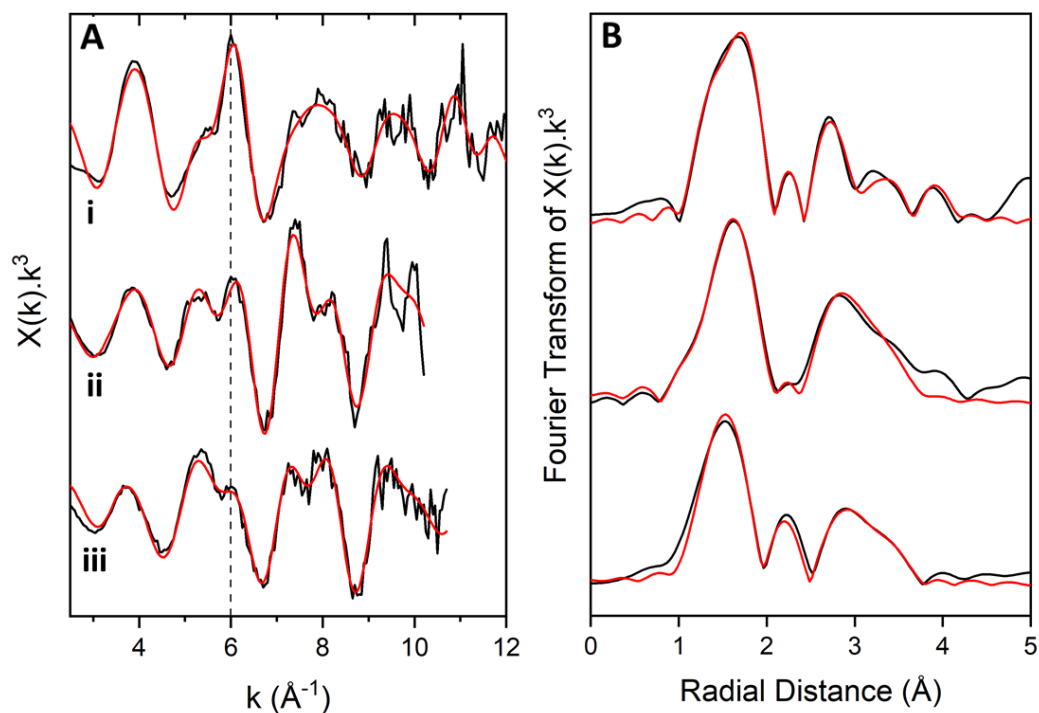 A
B
i
ii
iii
X(k).k³
4
6
8
10
12
k (Å⁻¹)
Fourier Transform of X(k).k³
0
1
2
3
4
5
Radial Distance (Å)